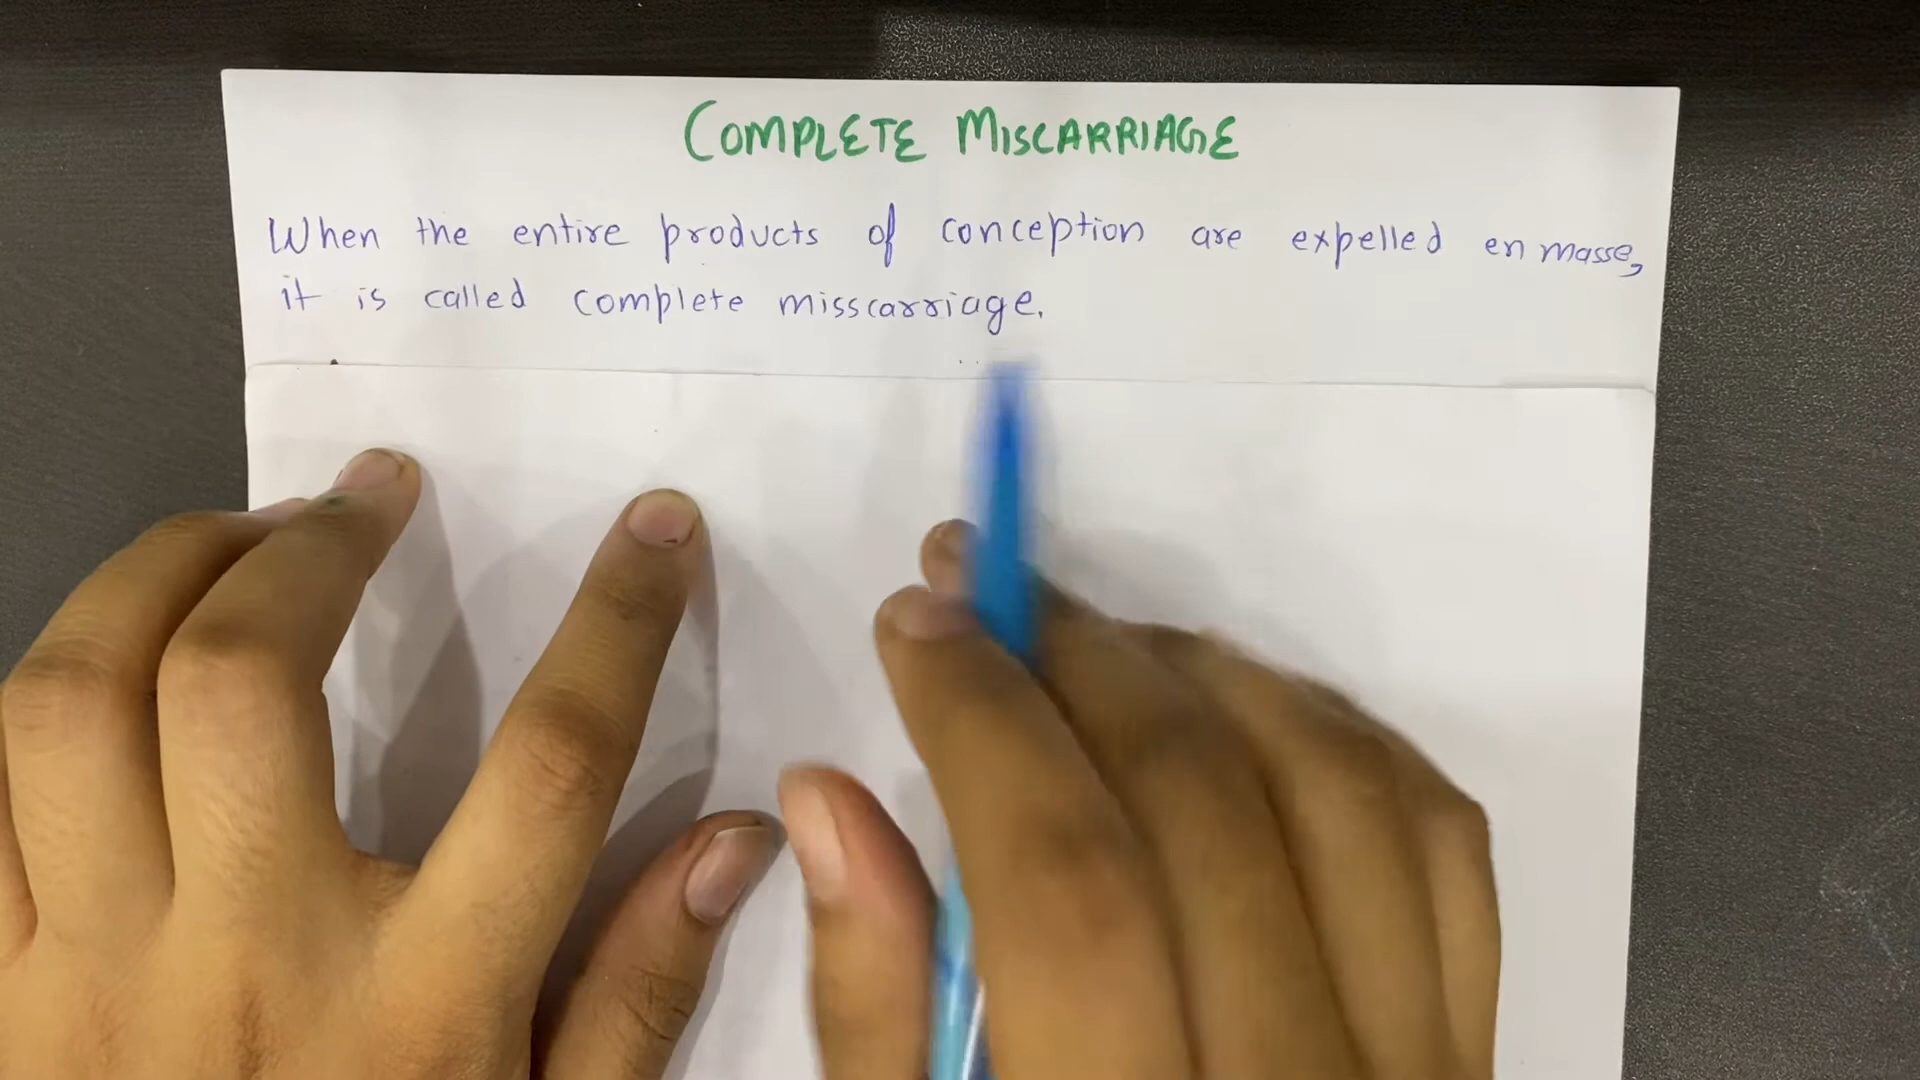 COMPLETE MISCARRIAGE
When the entire products of conception are expelled en masse,
it is called complete misscarriage.